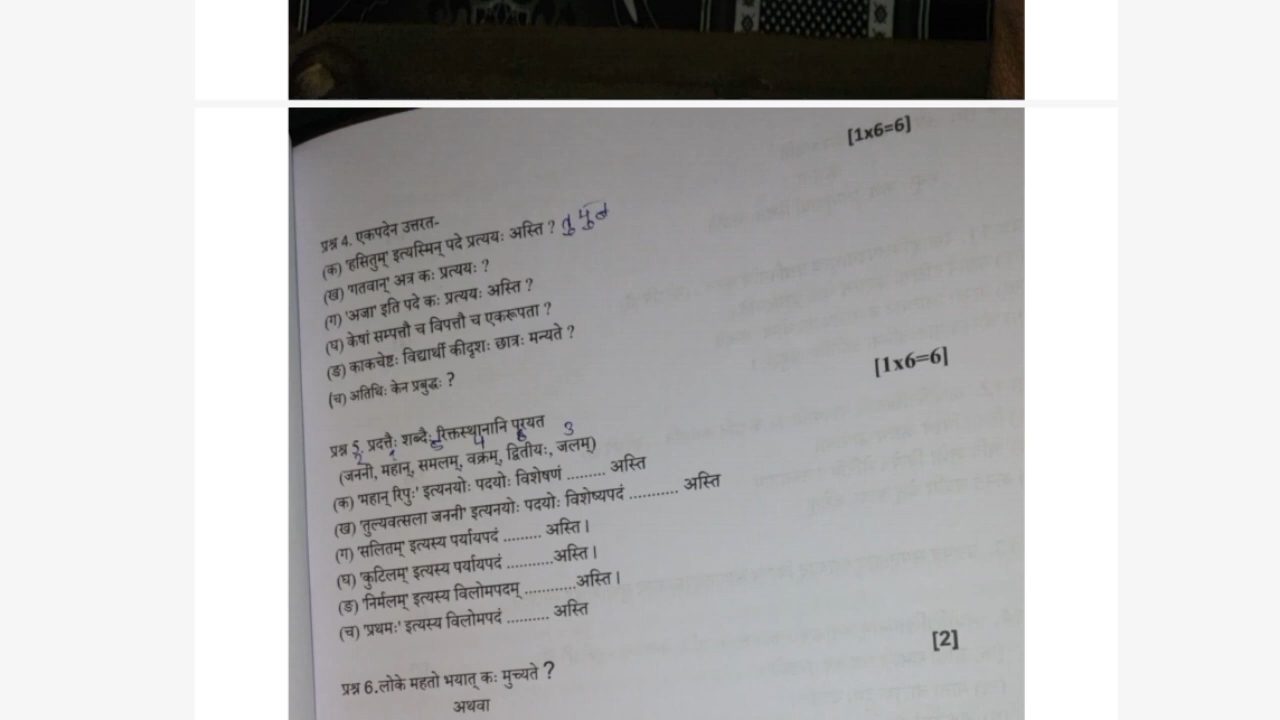 [1x6=6]
प्रश्न 4. एकपदेन उत्तरत-
(क) 'हसितुम्' इत्यस्मिन् पदे प्रत्ययः अस्ति ? तुमुन्
(ख) 'गतवान्' अत्र कः प्रत्ययः ?
(ग) 'अजा' इति पदे कः प्रत्ययः अस्ति ?
(घ) केषां सम्पत्तौ च विपत्तौ च एकरूपता ?
(ङ) काकचेष्टः विद्यार्थी कीदृशः छात्रः मन्यते ?
(च) अतिथिः केन प्रबुद्धः ?
[1x6=6]
प्रश्न 5. प्रदत्तैः शब्दैः रिक्तस्थानानि पूरयत
(जननी, महान्, समलम्, वक्रम्, द्वितीयः, जलम्)
(क) 'महान् रिपुः' इत्यनयोः पदयोः विशेषणं ......... अस्ति
(ख) 'तुल्यवत्सला जननी' इत्यनयोः पदयोः विशेष्यपदं ........... अस्ति
(ग) 'सलितम्' इत्यस्य पर्यायपदं ......... अस्ति ।
(घ) 'कुटिलम्' इत्यस्य पर्यायपदं ...........अस्ति ।
(ङ) 'निर्मलम्' इत्यस्य विलोमपदम् ............अस्ति ।
(च) 'प्रथमः' इत्यस्य विलोमपदं .......... अस्ति
[2]
प्रश्न 6.लोके महतो भयात् कः मुच्यते ?
अथवा